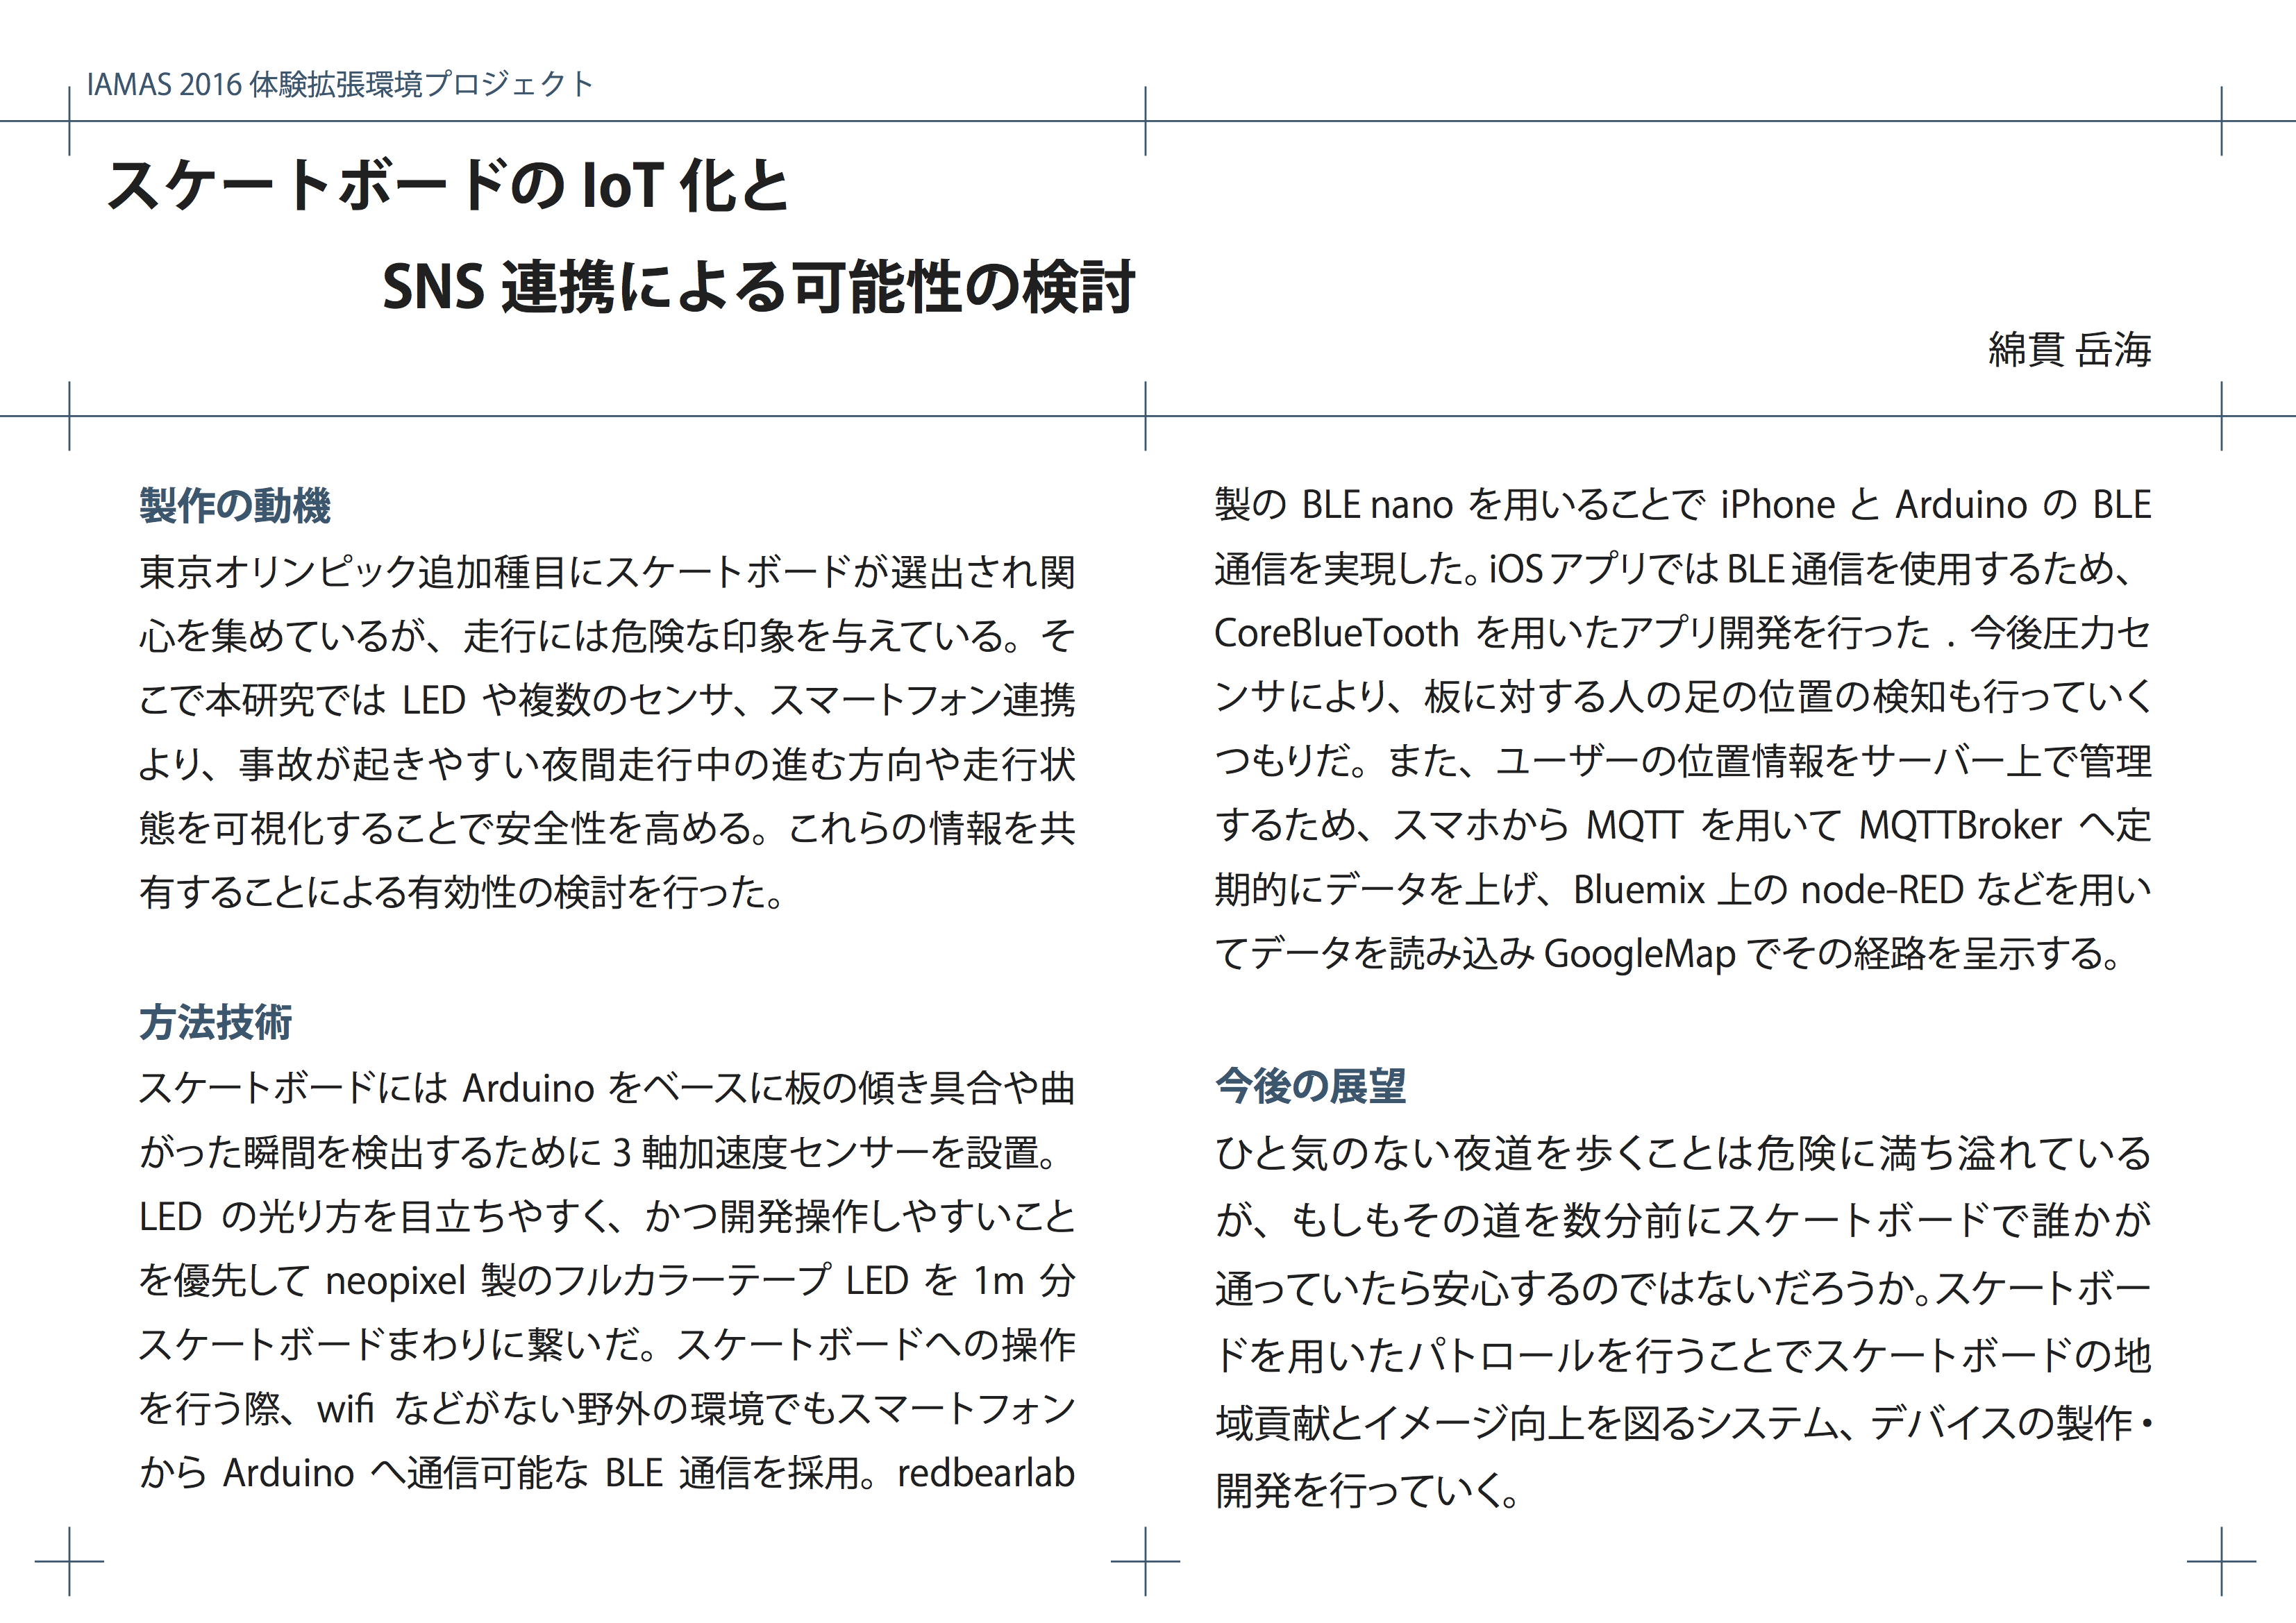 IAMAS 2016 体験拡張環境プロジェクト
スケートボードの IoT 化と
SNS 連携による可能性の検討
綿貫 岳海
製作の動機
東京オリンピック追加種目にスケートボードが選出され関
心を集めているが、走行には危険な印象を与えている。そ
こで本研究では LED や複数のセンサ、スマートフォン連携
より、事故が起きやすい夜間走行中の進む方向や走行状
態を可視化することで安全性を高める。これらの情報を共
有することによる有効性の検討を行った。
方法技術
スケートボードには Arduino をベースに板の傾き具合や曲
がった瞬間を検出するために 3 軸加速度センサーを設置。
LED の光り方を目立ちやすく、かつ開発操作しやすいこと
を優先して neopixel 製のフルカラーテープ LED を 1m 分
スケートボードまわりに繋いだ。スケートボードへの操作
を行う際、wifi などがない野外の環境でもスマートフォン
から Arduino へ通信可能な BLE 通信を採用。redbearlab
製の BLE nano を用いることで iPhone と Arduino の BLE
通信を実現した。iOS アプリでは BLE 通信を使用するため、
CoreBlueTooth を用いたアプリ開発を行った . 今後圧力セ
ンサにより、板に対する人の足の位置の検知も行っていく
つもりだ。また、ユーザーの位置情報をサーバー上で管理
するため、スマホから MQTT を用いて MQTTBroker へ定
期的にデータを上げ、Bluemix 上の node-RED などを用い
てデータを読み込み GoogleMap でその経路を呈示する。
今後の展望
ひと気のない夜道を歩くことは危険に満ち溢れている
が、もしもその道を数分前にスケートボードで誰かが
通っていたら安心するのではないだろうか。スケートボー
ドを用いたパトロールを行うことでスケートボードの地
域貢献とイメージ向上を図るシステム、デバイスの製作・
開発を行っていく。